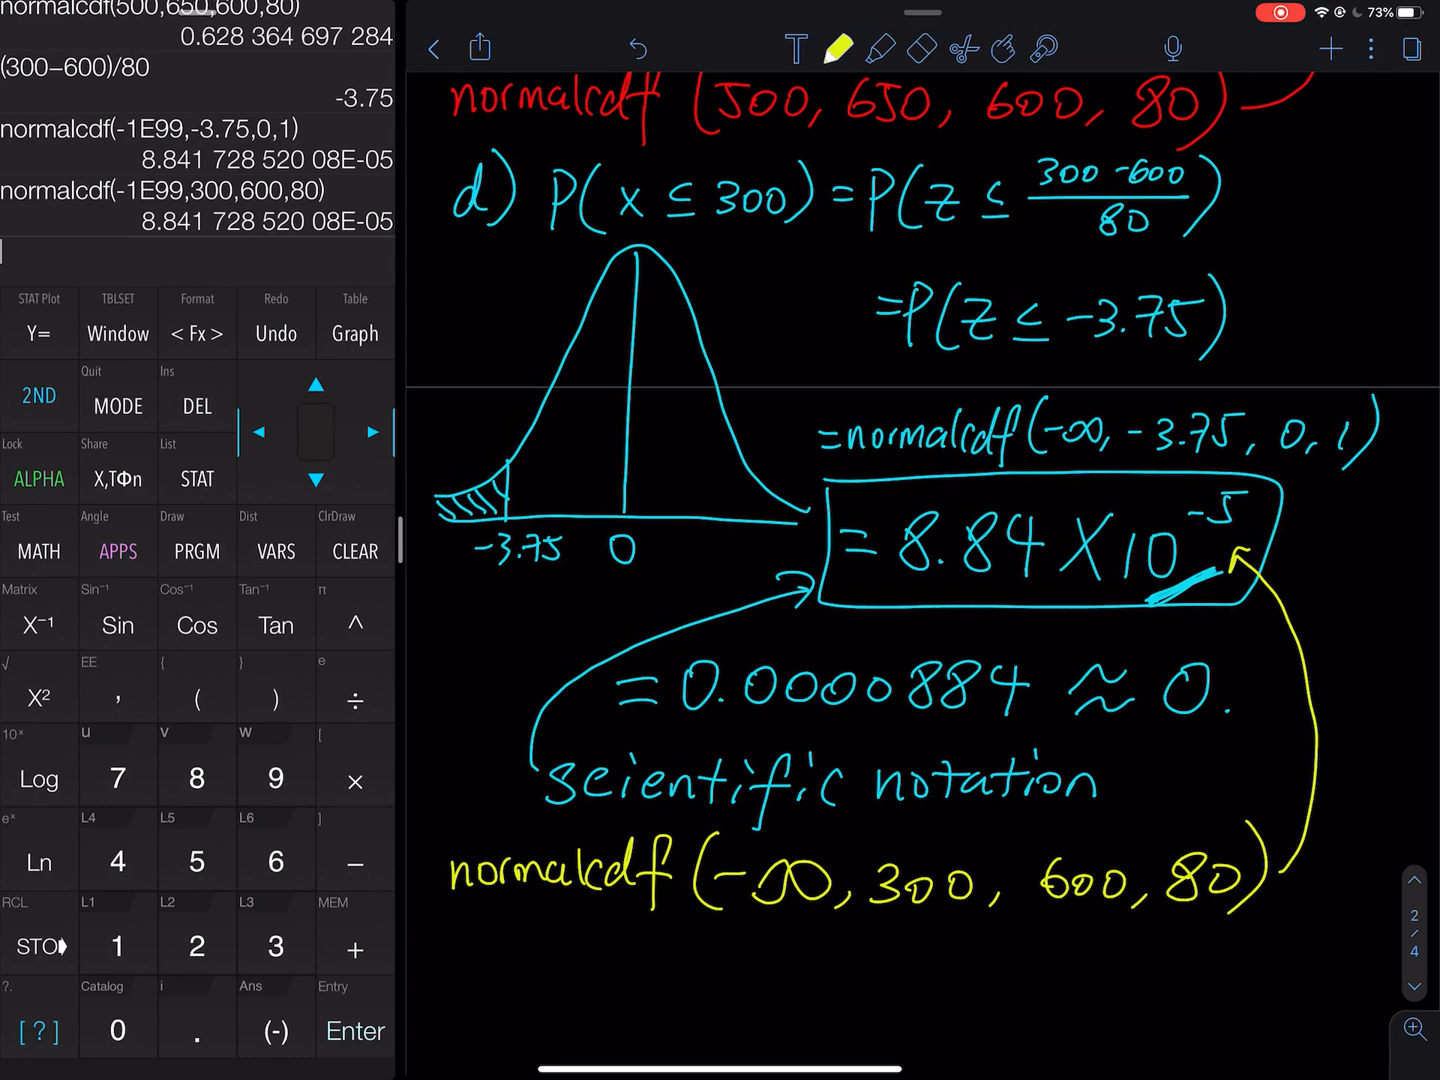 normalcdf(500,650,600,80)
0.628 364 697 284
(300−600)/80
-3.75
normalcdf(-1E99,-3.75,0,1)
8.841 728 520 08E-05
normalcdf(-1E99,300,600,80)
8.841 728 520 08E-05
STAT Plot TBLSET Format Redo Table
Y= Window < Fx > Undo Graph
Quit Ins
2ND MODE DEL
Lock Share List
ALPHA X,TΦn STAT
Test Angle Draw Dist ClrDraw
MATH APPS PRGM VARS CLEAR
Matrix Sin⁻¹ Cos⁻¹ Tan⁻¹ π
X⁻¹ Sin Cos Tan ^
√ EE { } e
X² , ( ) ÷
10ˣ u v w [
Log 7 8 9 ×
eˣ L4 L5 L6 ]
Ln 4 5 6 −
RCL L1 L2 L3 MEM
STO 1 2 3 +
?. Catalog i Ans Entry
[ ? ] 0 . (-) Enter
73%
T
normalcdf (500, 650, 600, 80)
d) P(x ≤ 300) = P(z ≤ (300-600)/80)
= P(z ≤ -3.75)
= normalcdf(-∞, -3.75, 0, 1)
-3.75 0
= 8.84 X 10⁻⁵
= 0.0000884 ≈ 0.
scientific notation
normalcdf (-∞, 300, 600, 80)
2
/
4